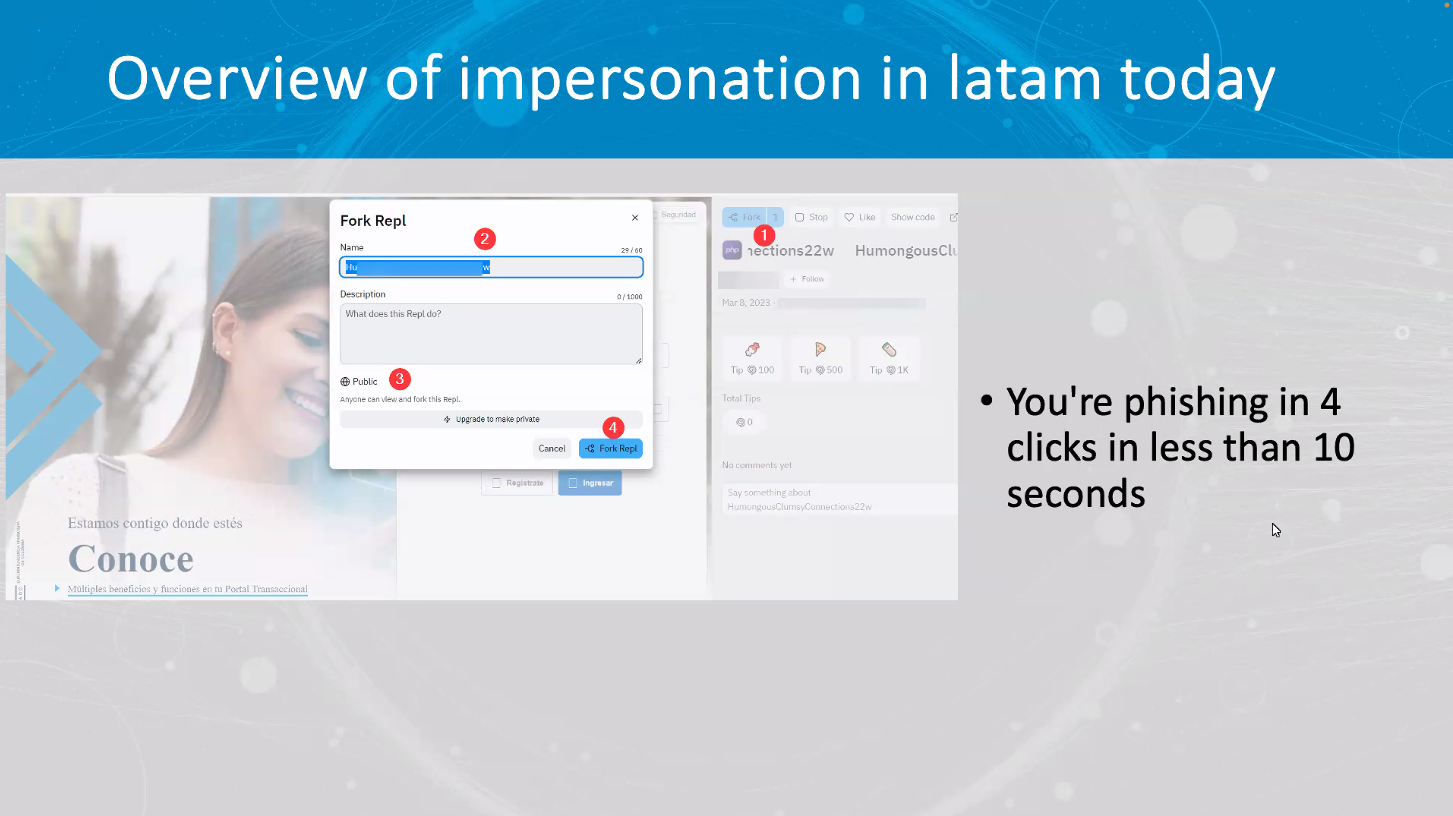 Overview of impersonation in latam today
Fork Repl
Name
2
29 / 60
Hu w
Description
0 / 1000
What does this Repl do?
Public
3
Anyone can view and fork this Repl.
Upgrade to make private
4
Cancel
Fork Repl
Seguridad
Regístrate
Ingresar
Estamos contigo donde estés
Conoce
Múltiples beneficios y funciones en tu Portal Transaccional
Fork 1
Stop
Like
Show code
1
php
nections22w HumongousClu
+ Follow
Mar 8, 2023 ·
Tip 100
Tip 500
Tip 1K
Total Tips
0
No comments yet
Say something about
HumongousClumsyConnections22w
• You're phishing in 4
clicks in less than 10
seconds